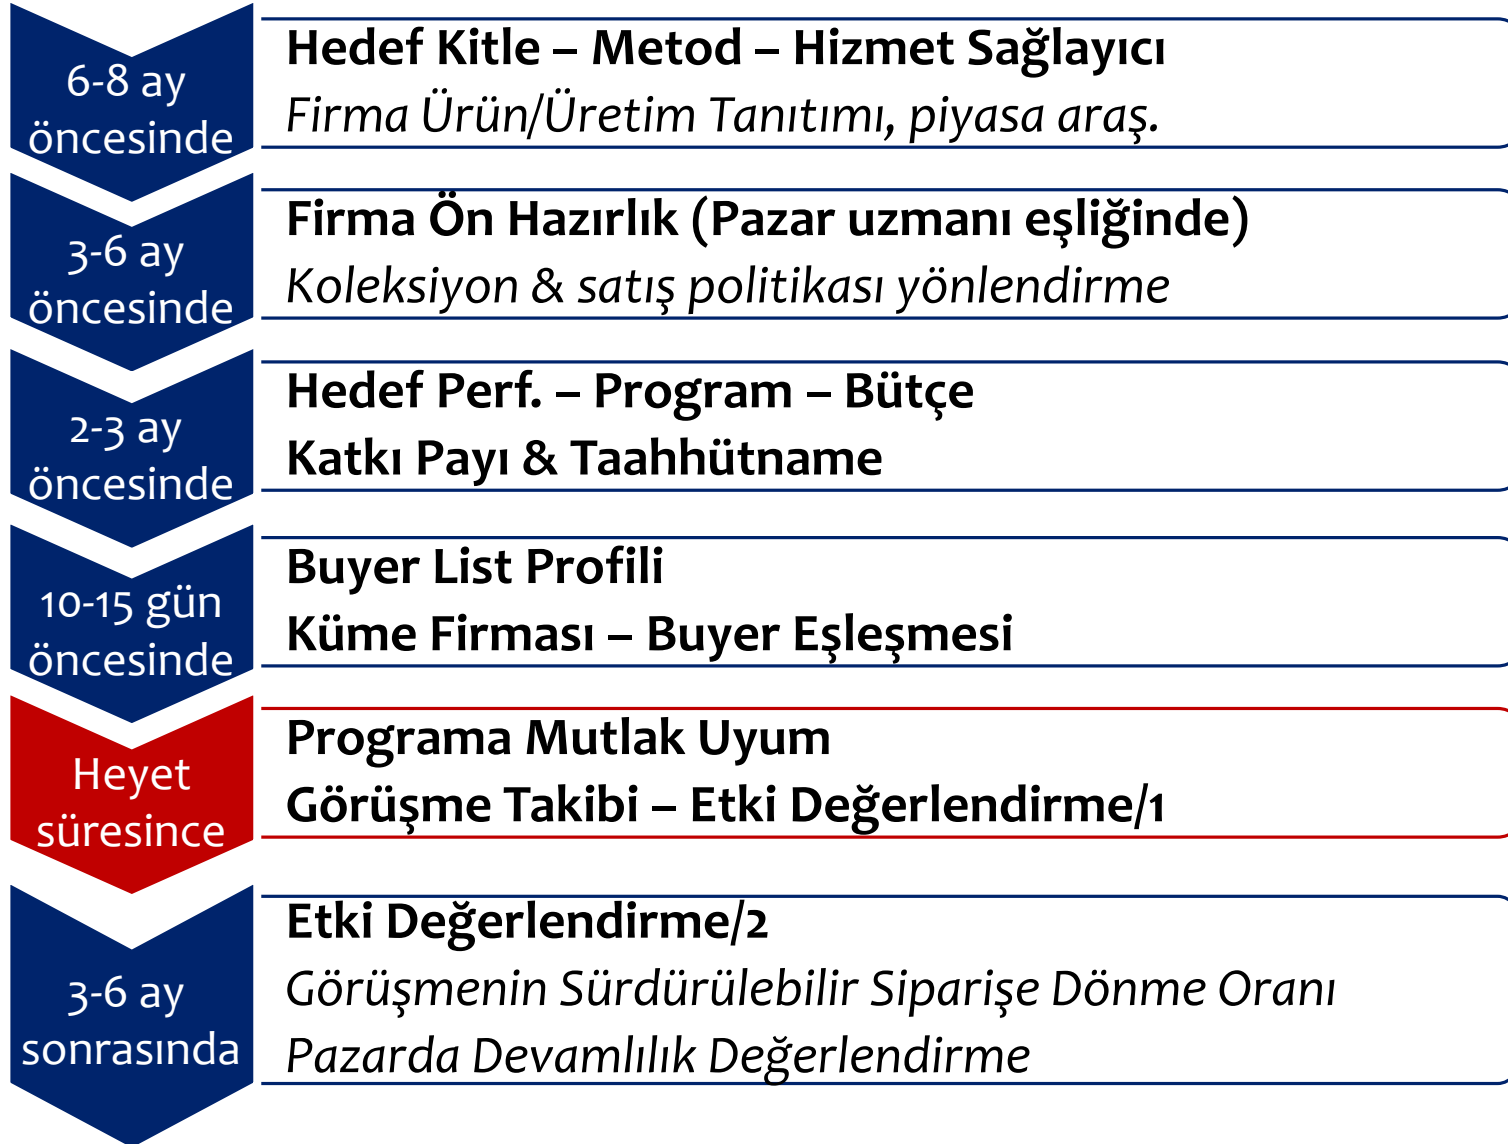 6-8 ay
öncesinde
Hedef Kitle – Metod – Hizmet Sağlayıcı
Firma Ürün/Üretim Tanıtımı, piyasa araş.
3-6 ay
öncesinde
Firma Ön Hazırlık (Pazar uzmanı eşliğinde)
Koleksiyon & satış politikası yönlendirme
2-3 ay
öncesinde
Hedef Perf. – Program – Bütçe
Katkı Payı & Taahhütname
10-15 gün
öncesinde
Buyer List Profili
Küme Firması – Buyer Eşleşmesi
Heyet
süresince
Programa Mutlak Uyum
Görüşme Takibi – Etki Değerlendirme/1
3-6 ay
sonrasında
Etki Değerlendirme/2
Görüşmenin Sürdürülebilir Siparişe Dönme Oranı
Pazarda Devamlılık Değerlendirme